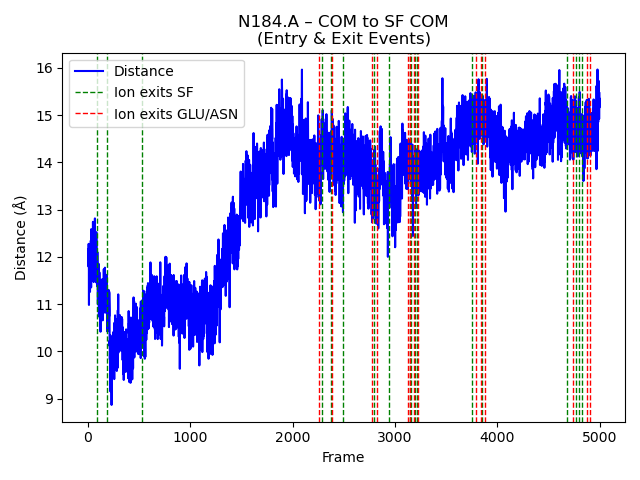 N184.A – COM to SF COM
(Entry & Exit Events)
Distance
Ion exits SF
Ion exits GLU/ASN
16
15
14
13
12
11
10
9
Distance (Å)
0
1000
2000
3000
4000
5000
Frame